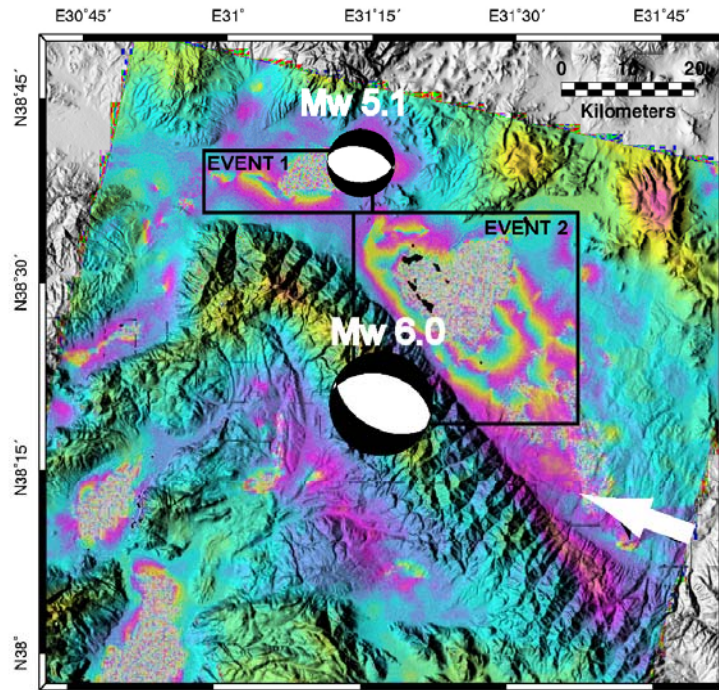 E30˚45' E31˚ E31˚15' E31˚30' E31˚45'
N38˚45'
0 10 20
Kilometers
Mw 5.1
EVENT 1
EVENT 2
N38˚30'
Mw 6.0
N38˚15'
N38˚